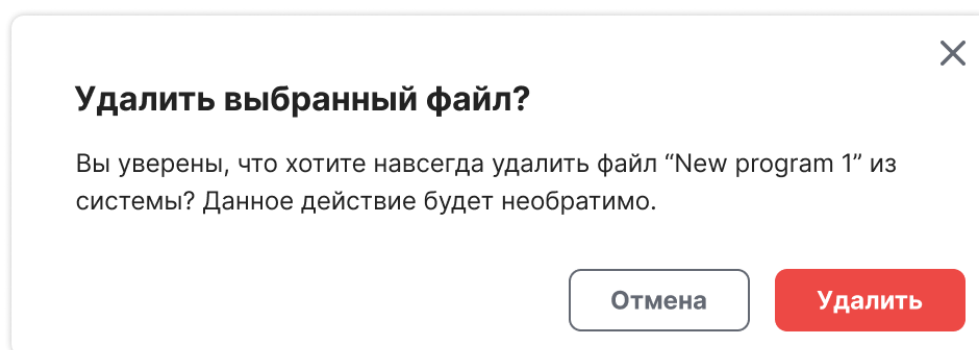 Удалить выбранный файл?
Вы уверены, что хотите навсегда удалить файл “New program 1” из
системы? Данное действие будет необратимо.
Отмена
Удалить